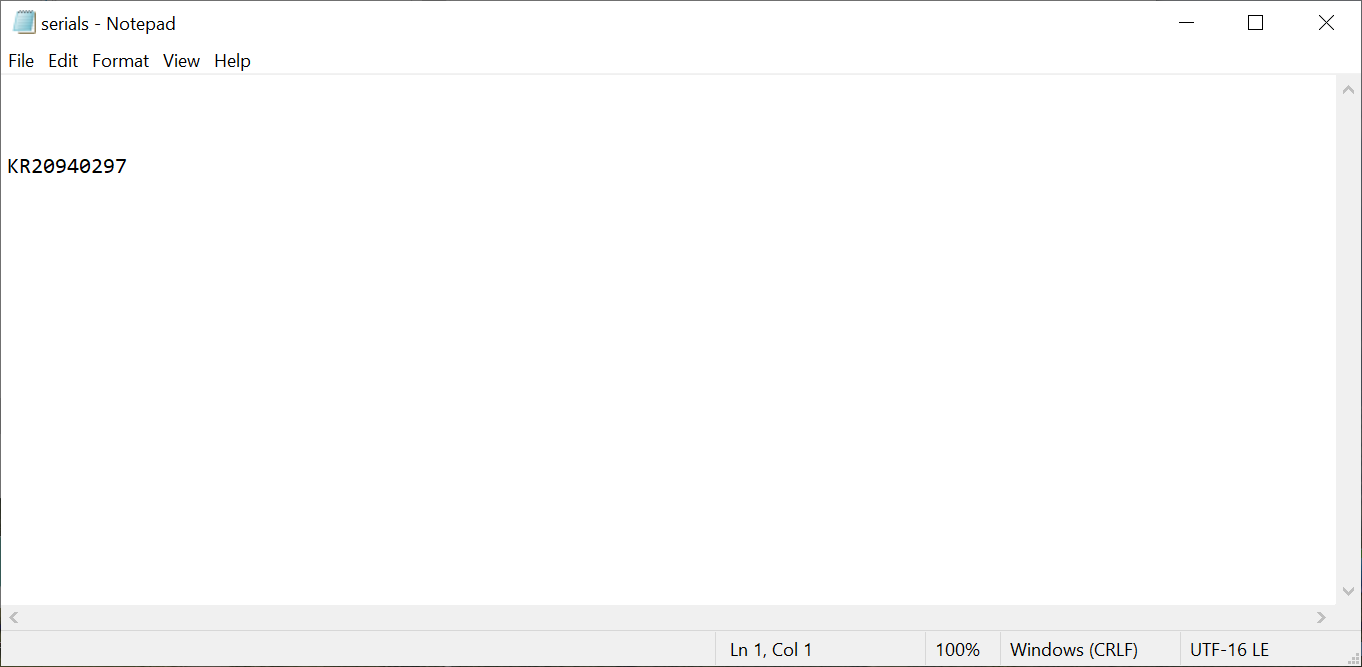 serials - Notepad
File Edit Format View Help
KR20940297
Ln 1, Col 1 100% Windows (CRLF) UTF-16 LE